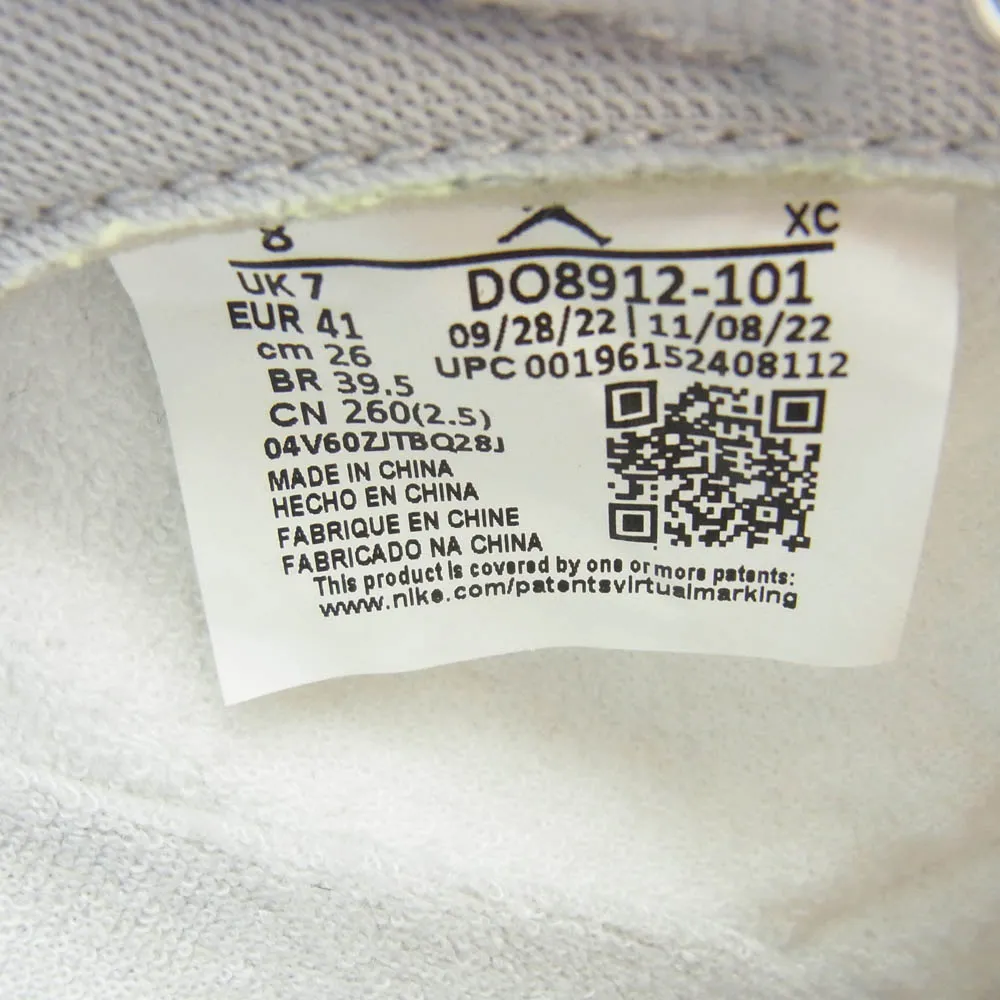 8 XC
UK 7 DO8912-101
EUR 41 09/28/22 | 11/08/22
cm 26 UPC 00196152408112
BR 39.5
CN 260(2.5)
04V60ZJTBQ28J
MADE IN CHINA
HECHO EN CHINA
FABRIQUE EN CHINE
FABRICADO NA CHINA
This product is covered by one or more patents:
www.nike.com/patentsvirtualmarking